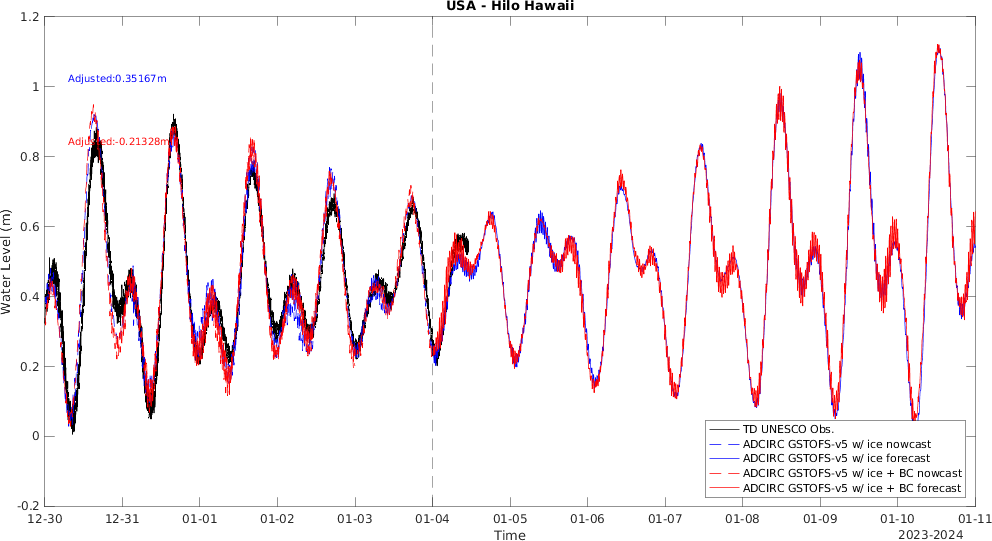 USA - Hilo Hawaii
1.2
1
0.8
0.6
0.4
0.2
0
-0.2
Water Level (m)
Adjusted:0.35167m
Adjusted:-0.21328m
TD UNESCO Obs.
ADCIRC GSTOFS-v5 w/ ice nowcast
ADCIRC GSTOFS-v5 w/ ice forecast
ADCIRC GSTOFS-v5 w/ ice + BC nowcast
ADCIRC GSTOFS-v5 w/ ice + BC forecast
12-30 12-31 01-01 01-02 01-03 01-04 01-05 01-06 01-07 01-08 01-09 01-10 01-11
Time
2023-2024